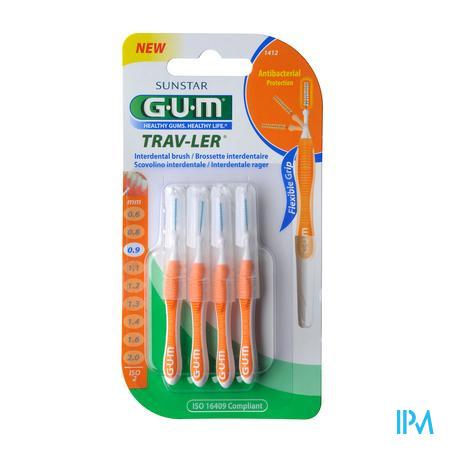 NEW
1412
SUNSTAR
G·U·M®
HEALTHY GUMS. HEALTHY LIFE.®
TRAV-LER®
Interdental brush / Brossette interdentaire
Scovolino interdentale / Interdentale rager
Antibacterial
Protection
Flexible Grip
mm
0.6
0.8
0.9
1.1
1.2
1.3
1.4
1.6
2.0
ISO
2
G·U·M
G·U·M
G·U·M
G·U·M
ISO 16409 Compliant
IPM